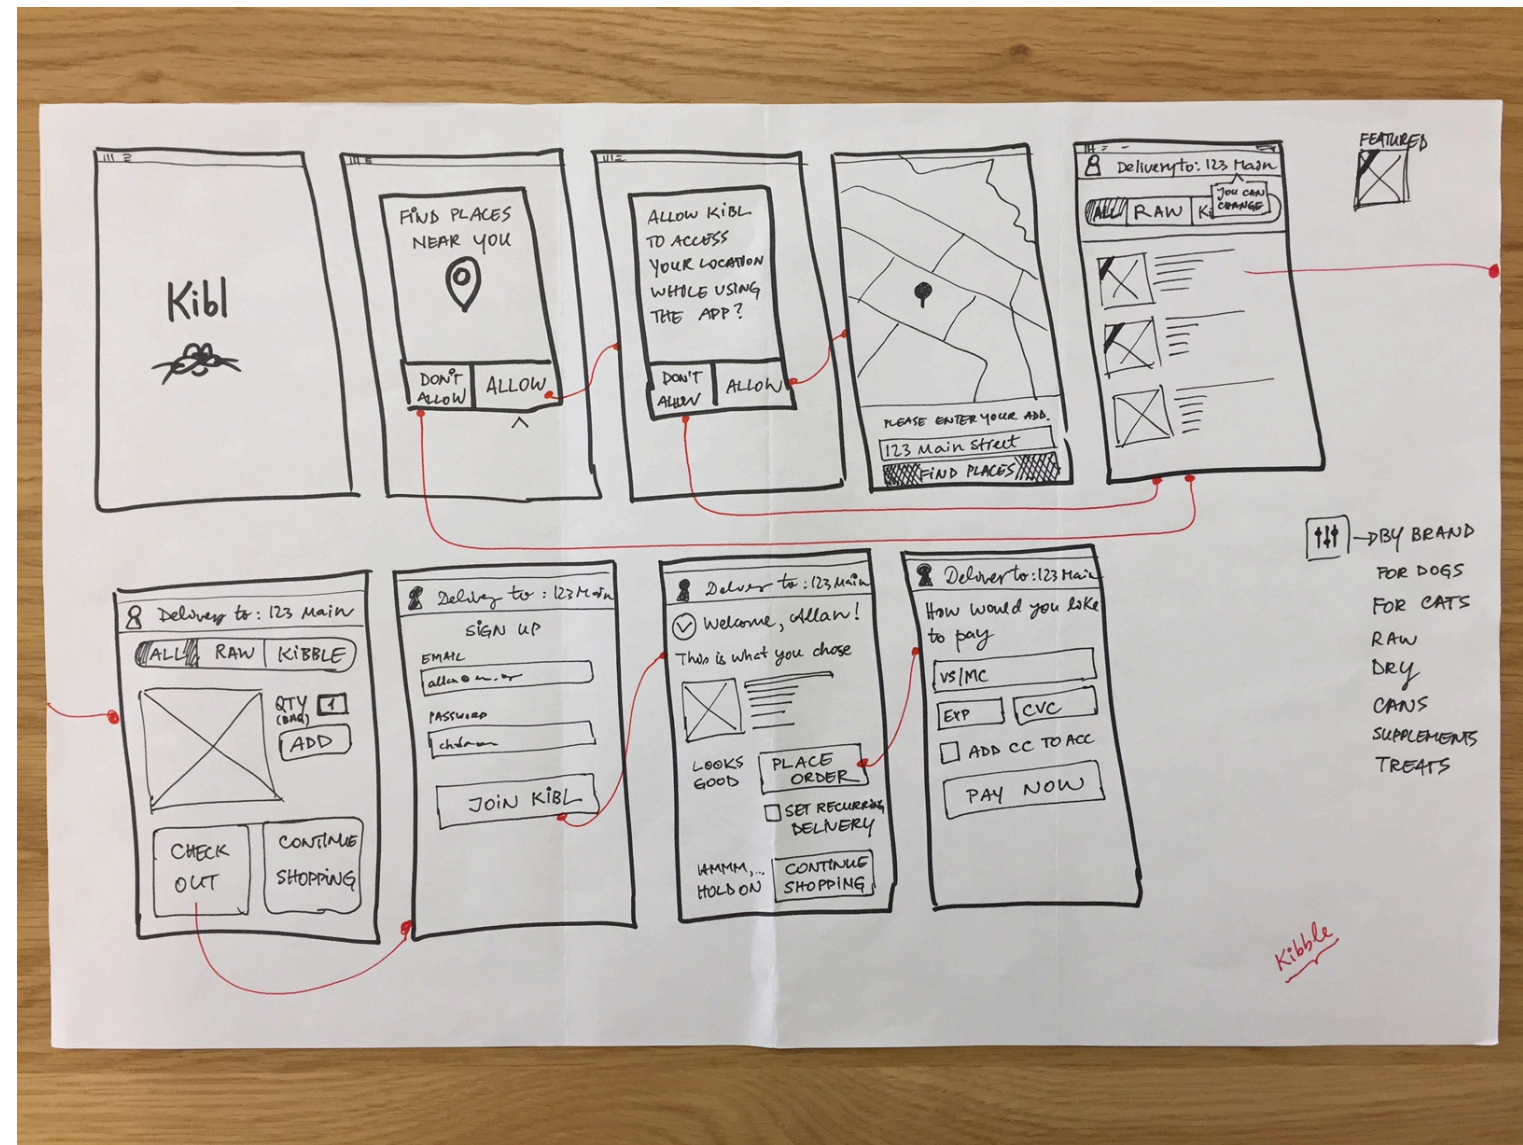 Kibl
FIND PLACES
NEAR YOU
DON'T
ALLOW
ALLOW
ALLOW KIBL
TO ACCESS
YOUR LOCATION
WHILE USING
THE APP?
DON'T
ALLOW
ALLOW
PLEASE ENTER YOUR ADD.
123 Main Street
FIND PLACES
Delivery to: 123 Main
YOU CAN
CHANGE
ALL RAW
FEATURED
BY BRAND
FOR DOGS
FOR CATS
RAW
DRY
CANS
SUPPLEMENTS
TREATS
Delivery to: 123 Main
ALL RAW KIBBLE
QTY 1
(BAG)
ADD
CHECK
OUT
CONTINUE
SHOPPING
Delivery to: 123 Main
SIGN UP
EMAIL
PASSWORD
JOIN KIBL
Deliver to: 123 Main
Welcome, Allan!
This is what you chose
LOOKS
GOOD
PLACE
ORDER
SET RECURRING
DELIVERY
HMMM,...
HOLD ON
CONTINUE
SHOPPING
Deliver to: 123 Main
How would you like
to pay
VS/MC
EXP
CVC
ADD CC TO ACC
PAY NOW
Kibble